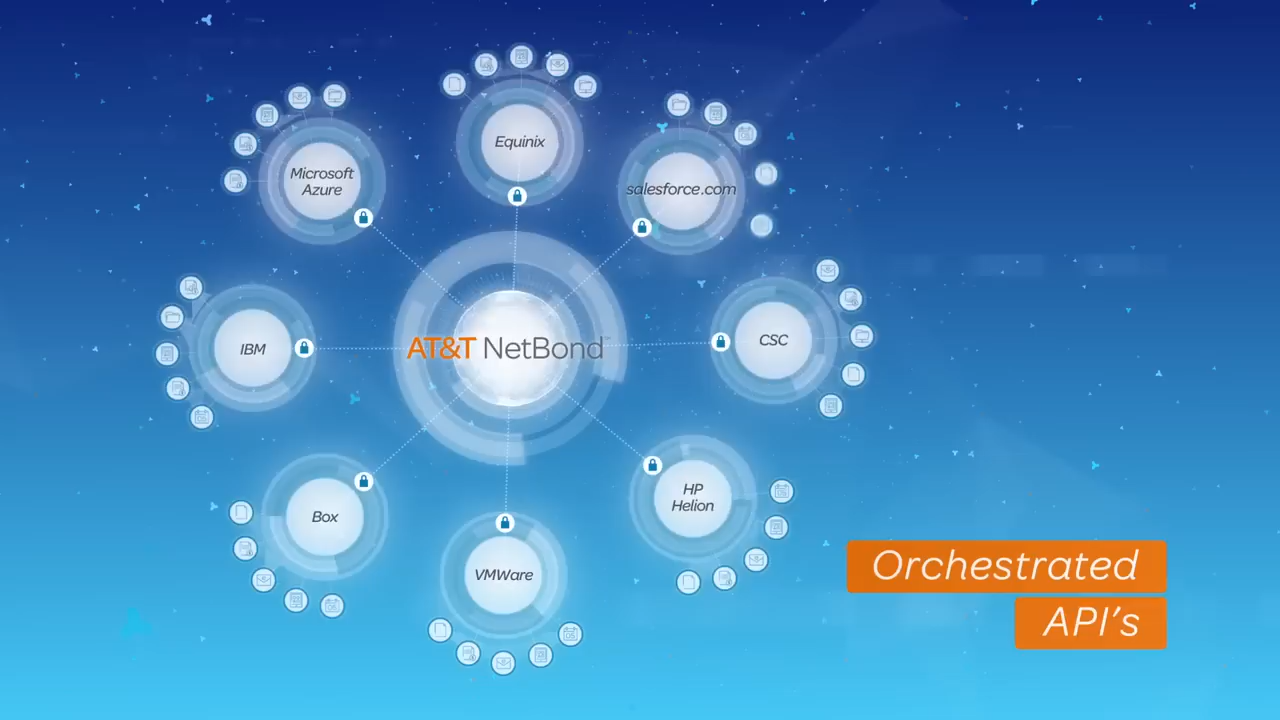 Equinix
Microsoft
Azure
salesforce.com
IBM
AT&T NetBond
CSC
HP
Helion
Box
VMWare
Orchestrated
API's